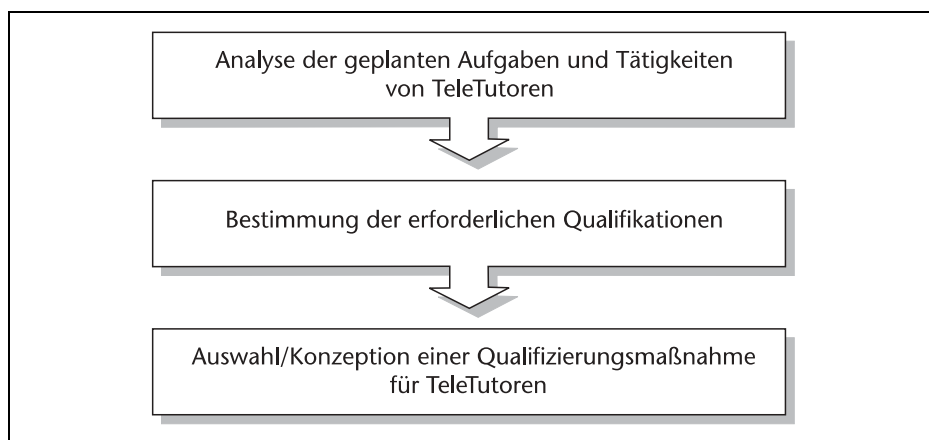 Analyse der geplanten Aufgaben und Tätigkeiten
von TeleTutoren
Bestimmung der erforderlichen Qualifikationen
Auswahl/Konzeption einer Qualifizierungsmaßnahme
für TeleTutoren